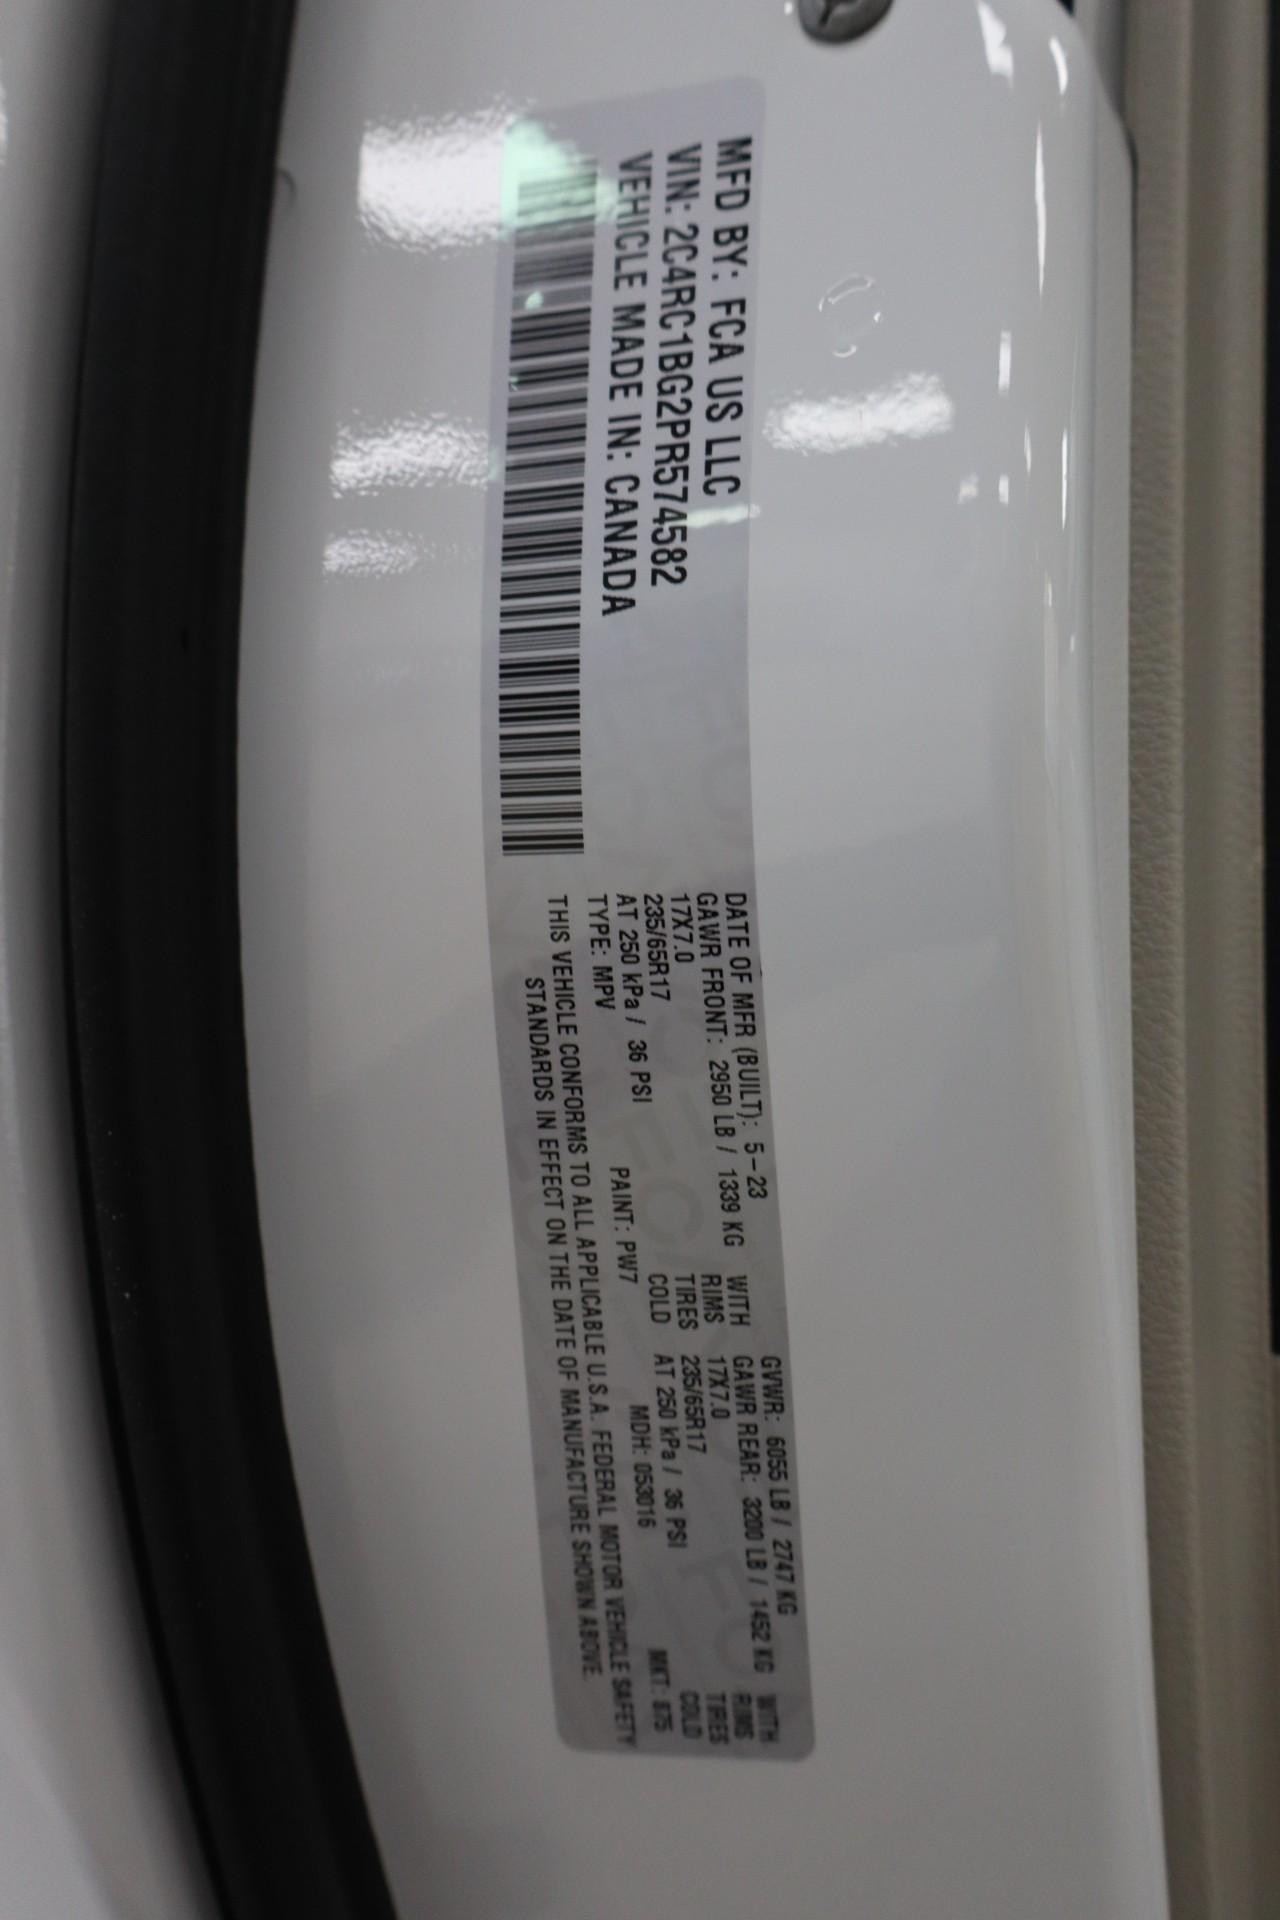 MFD BY: FCA US LLC
VIN: 2C4RC1BG2PR574582
VEHICLE MADE IN: CANADA
DATE OF MFR (BUILT): 5-23 GVWR: 6055 LB / 2747 KG
GAWR FRONT: 2950 LB / 1339 KG WITH GAWR REAR: 3200 LB / 1452 KG WITH
17X7.0 RIMS 17X7.0 RIMS
235/65R17 TIRES 235/65R17 TIRES
AT 250 kPa / 36 PSI COLD AT 250 kPa / 36 PSI COLD
TYPE: MPV PAINT: PW7 MDH: 053016 MKT: 875
THIS VEHICLE CONFORMS TO ALL APPLICABLE U.S.A. FEDERAL MOTOR VEHICLE SAFETY
STANDARDS IN EFFECT ON THE DATE OF MANUFACTURE SHOWN ABOVE.